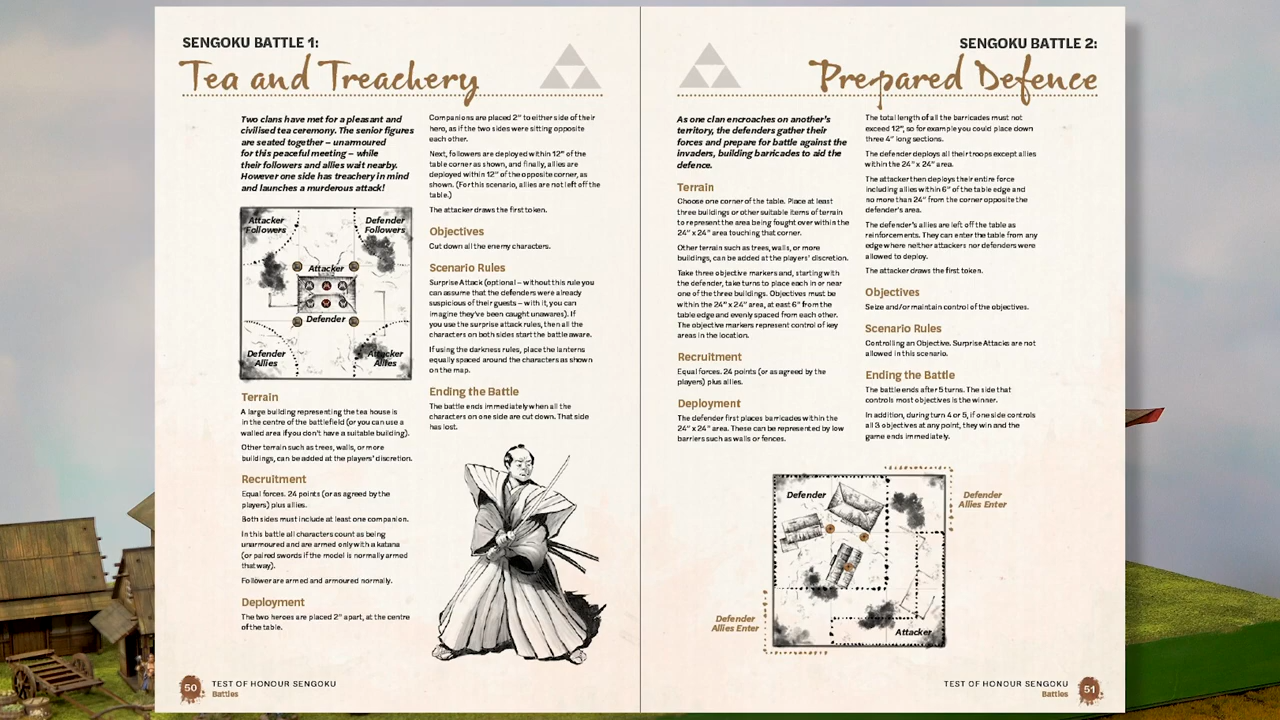 SENGOKU BATTLE 1:
Tea and Treachery
Two clans have met for a pleasant and
civilised tea ceremony. The senior figures
are seated together – unarmoured
for this peaceful meeting – while
their followers and allies wait nearby.
However one side has treachery in mind
and launches a murderous attack!
Attacker
Followers
Defender
Followers
Attacker
Defender
Defender
Allies
Attacker
Allies
Terrain
A large building representing the tea house is
in the centre of the battlefield (or you can use a
walled area if you don't have a suitable building).
Other terrain such as trees, walls, or more
buildings, can be added at the players' discretion.
Recruitment
Equal forces. 24 points (or as agreed by the
players) plus allies.
Both sides must include at least one companion.
In this battle all characters count as being
unarmoured and are armed only with a katana
(or paired swords if the model is normally armed
that way).
Follower are armed and armoured normally.
Deployment
The two heroes are placed 2" apart, at the centre
of the table.
Companions are placed 2" to either side of their
hero, as if the two sides were sitting opposite
each other.
Next, followers are deployed within 12" of the
table corner as shown, and finally, allies are
deployed within 12" of the opposite corner, as
shown. (For this scenario, allies are not left off the
table.)
The attacker draws the first token.
Objectives
Cut down all the enemy characters.
Scenario Rules
Surprise Attack (optional – without this rule you
can assume that the defenders were already
suspicious of their guests – with it, you can
imagine they've been caught unawares). If
you use the surprise attack rules, then all the
characters on both sides start the battle aware.
If using the darkness rules, place the lanterns
equally spaced around the characters as shown
on the map.
Ending the Battle
The battle ends immediately when all the
characters on one side are cut down. That side
has lost.
50
TEST OF HONOUR SENGOKU
Battles
SENGOKU BATTLE 2:
Prepared Defence
As one clan encroaches on another's
territory, the defenders gather their
forces and prepare for battle against the
invaders, building barricades to aid the
defence.
Terrain
Choose one corner of the table. Place at least
three buildings or other suitable items of terrain
to represent the area being fought over within the
24" x 24" area touching that corner.
Other terrain such as trees, walls, or more
buildings, can be added at the players' discretion.
Take three objective markers and, starting with
the defender, take turns to place each in or near
one of the three buildings. Objectives must be
within the 24" x 24" area, at east 6" from the
table edge and evenly spaced from each other.
The objective markers represent control of key
areas in the location.
Recruitment
Equal forces. 24 points (or as agreed by the
players) plus allies.
Deployment
The defender first places barricades within the
24" x 24" area. These can be represented by low
barriers such as walls or fences.
The total length of all the barricades must not
exceed 12", so for example you could place down
three 4" long sections.
The defender deploys all their troops except allies
within the 24" x 24" area.
The attacker then deploys their entire force
including allies within 6" of the table edge and
no more than 24" from the corner opposite the
defender's area.
The defender's allies are left off the table as
reinforcements. They can enter the table from any
edge where neither attackers nor defenders were
allowed to deploy.
The attacker draws the first token.
Objectives
Seize and/or maintain control of the objectives.
Scenario Rules
Controlling an Objective. Surprise Attacks are not
allowed in this scenario.
Ending the Battle
The battle ends after 5 turns. The side that
controls most objectives is the winner.
In addition, during turn 4 or 5, if one side controls
all 3 objectives at any point, they win and the
game ends immediately.
Defender
Defender
Allies Enter
Defender
Allies Enter
Attacker
TEST OF HONOUR SENGOKU
Battles
51